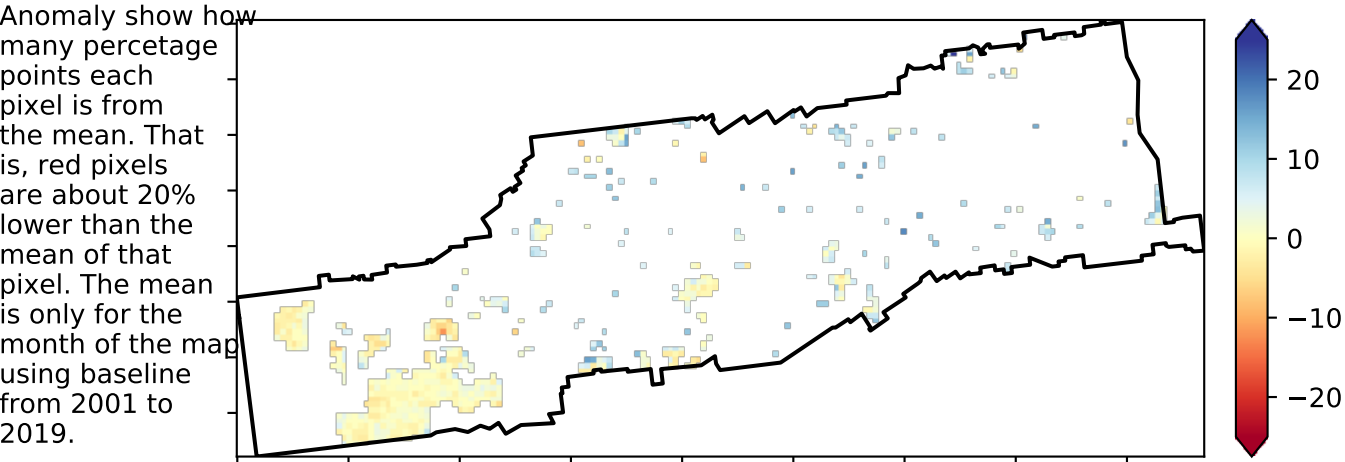 Anomaly show how
many percetage
points each
pixel is from
the mean. That
is, red pixels
are about 20%
lower than the
mean of that
pixel. The mean
is only for the
month of the map
using baseline
from 2001 to
2019.
20
10
0
−10
−20